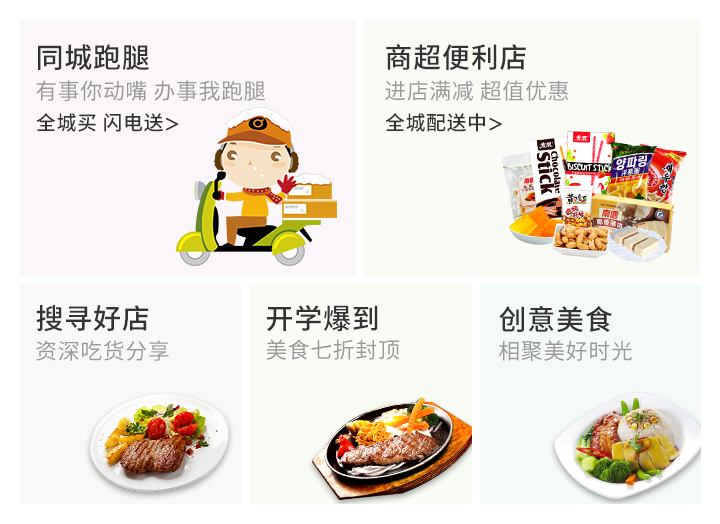 同城跑腿
有事你动嘴 办事我跑腿
全城买 闪电送>
商超便利店
进店满减 超值优惠
全城配送中>
Chocolate
Stick
BISCUIT STICK
양파링
搜寻好店
资深吃货分享
开学爆到
美食七折封顶
创意美食
相聚美好时光